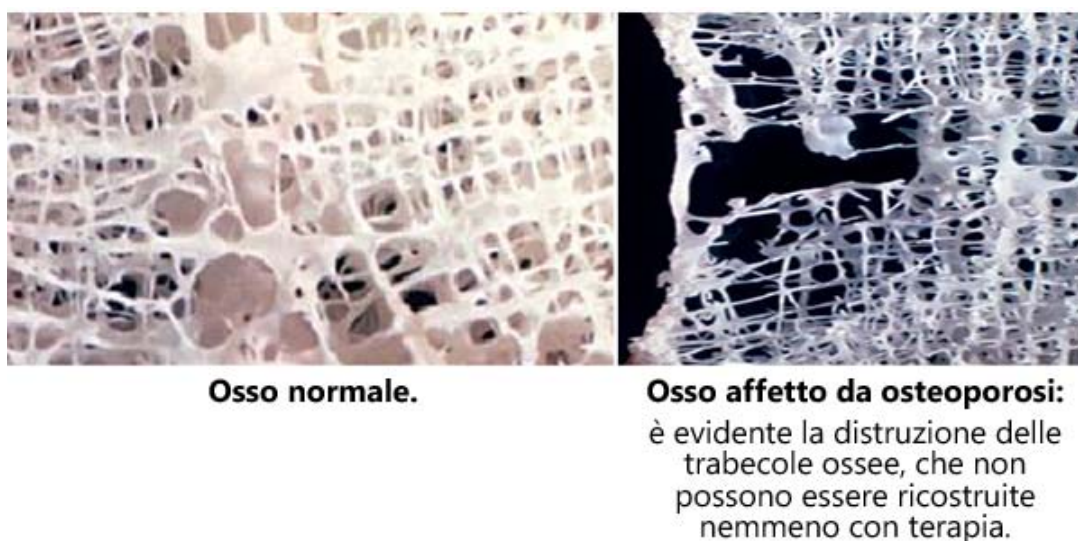 Osso normale.
Osso affetto da osteoporosi:
è evidente la distruzione delle
trabecole ossee, che non
possono essere ricostruite
nemmeno con terapia.